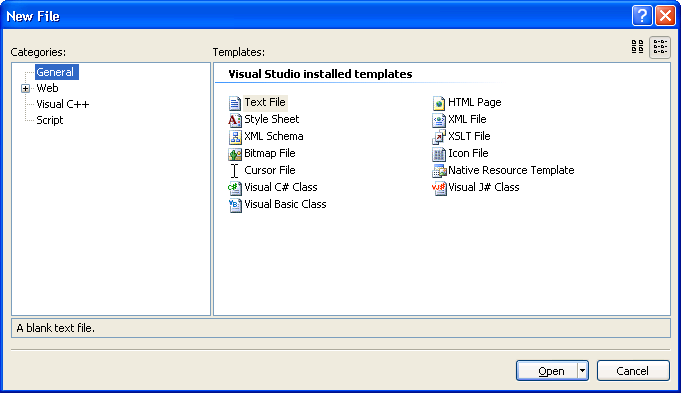 New File
Categories:
Templates:
General
Web
Visual C++
Script
Visual Studio installed templates
Text File
HTML Page
Style Sheet
XML File
XML Schema
XSLT File
Bitmap File
Icon File
Cursor File
Native Resource Template
Visual C# Class
Visual J# Class
Visual Basic Class
A blank text file.
Open
Cancel